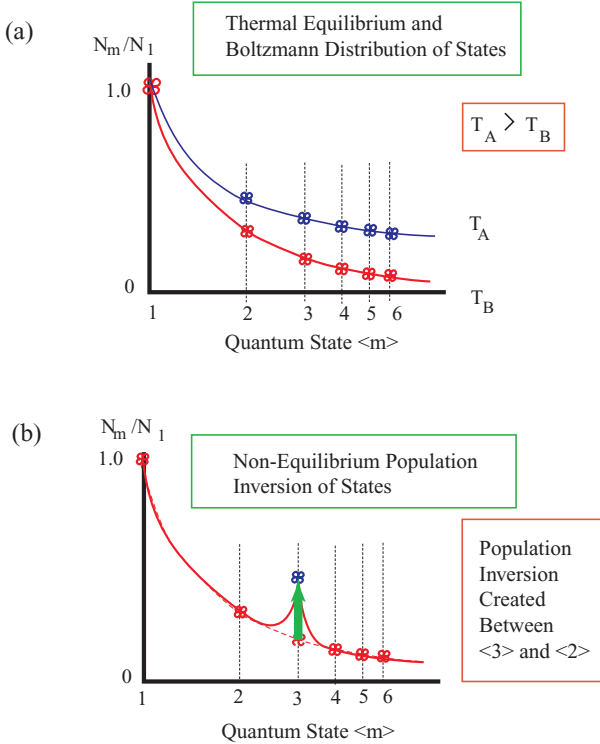 (a)
Thermal Equilibrium and
Boltzmann Distribution of States
N_m/N_1
1.0
T_A > T_B
T_A
T_B
0
1 2 3 4 5 6
Quantum State <m>
(b)
N_m/N_1
Non-Equilibrium Population
Inversion of States
1.0
Population
Inversion
Created
Between
<3> and <2>
0
1 2 3 4 5 6
Quantum State <m>